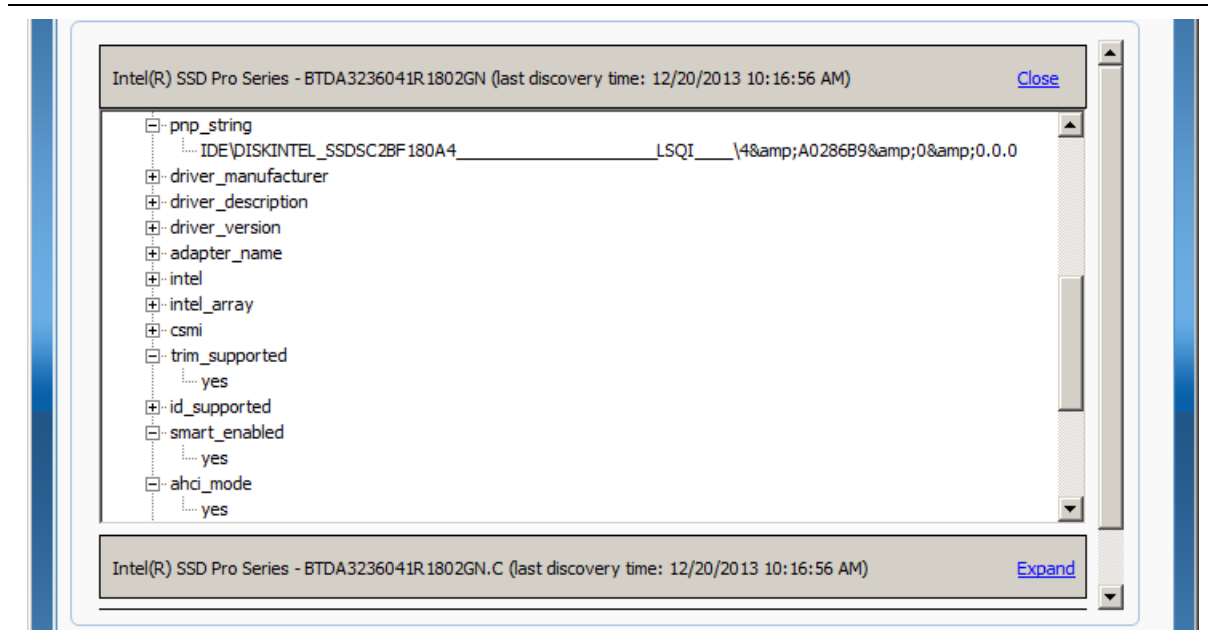 Intel(R) SSD Pro Series - BTDA3236041R1802GN (last discovery time: 12/20/2013 10:16:56 AM) Close
pnp_string
IDE\DISKINTEL_SSDSC2BF180A4_____________________LSQI____\4&amp;A0286B9&amp;0&amp;0.0.0
driver_manufacturer
driver_description
driver_version
adapter_name
intel
intel_array
csmi
trim_supported
yes
id_supported
smart_enabled
yes
ahci_mode
yes
Intel(R) SSD Pro Series - BTDA3236041R1802GN.C (last discovery time: 12/20/2013 10:16:56 AM) Expand